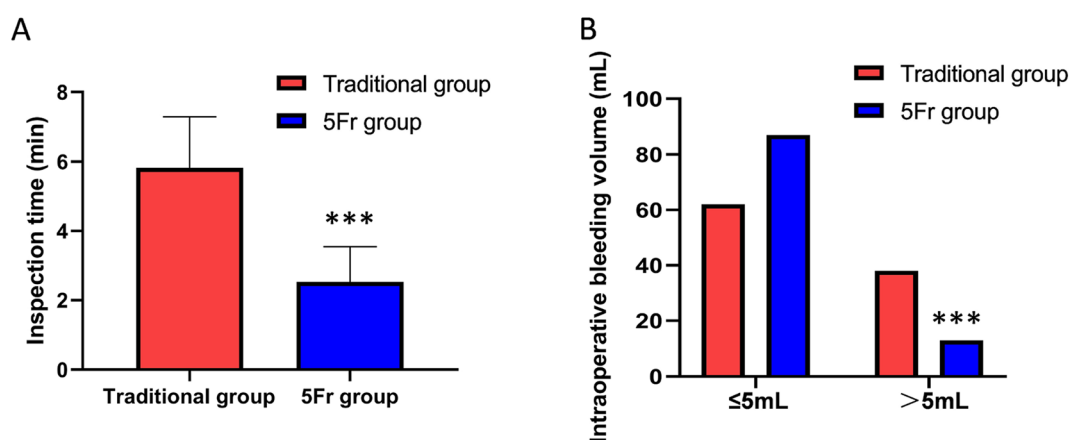 A
Inspection time (min)
8
6
4
2
0
Traditional group
5Fr group
***
Traditional group
5Fr group
B
Intraoperative bleeding volume (mL)
100
80
60
40
20
0
Traditional group
5Fr group
***
≤5mL
>5mL